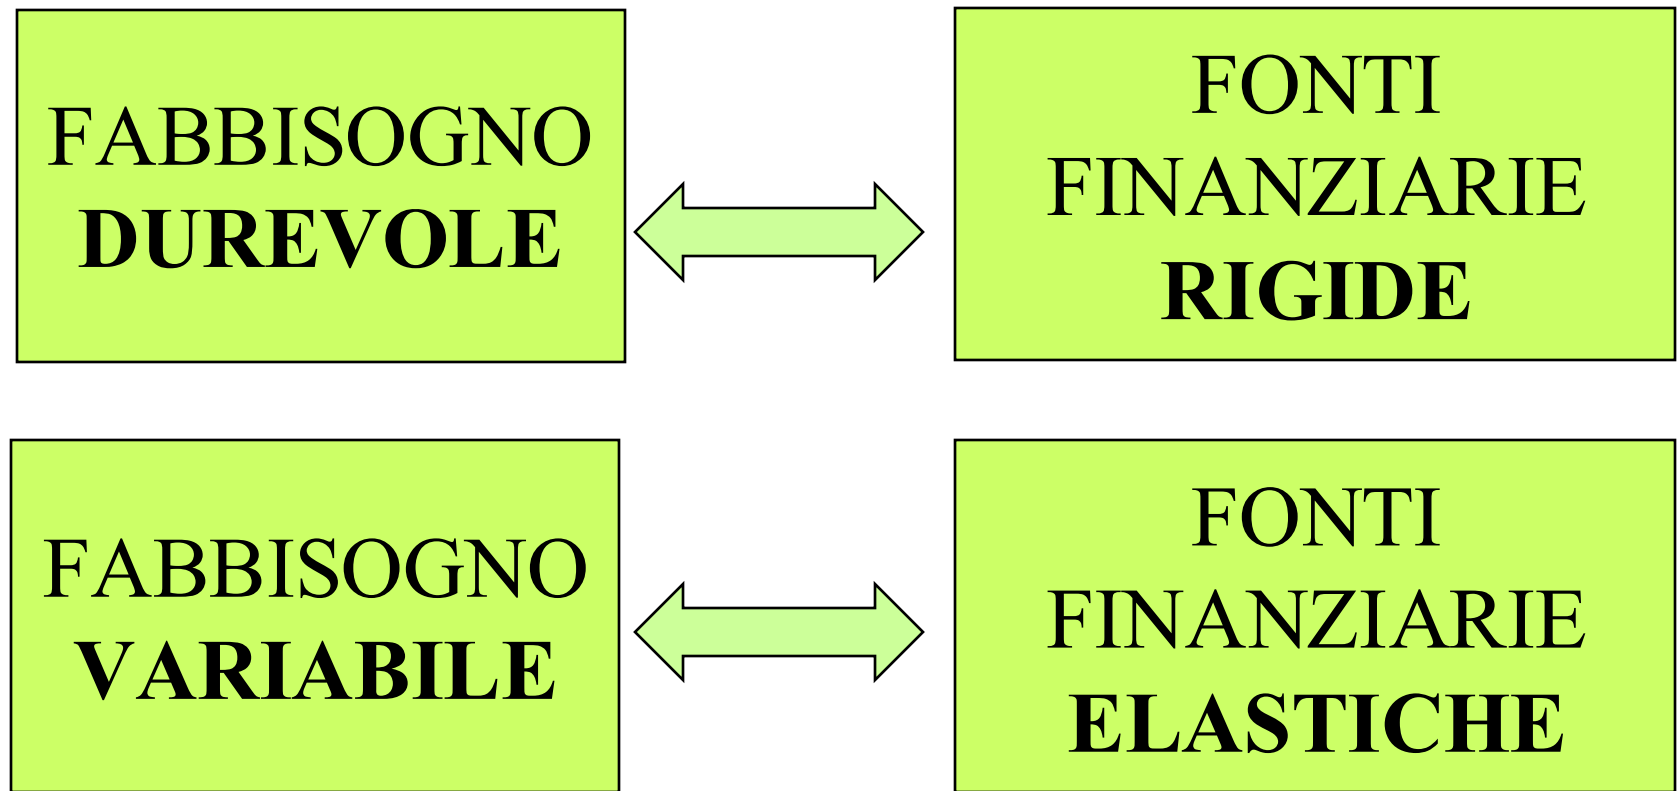 FABBISOGNO
DUREVOLE
FONTI
FINANZIARIE
RIGIDE
FABBISOGNO
VARIABILE
FONTI
FINANZIARIE
ELASTICHE